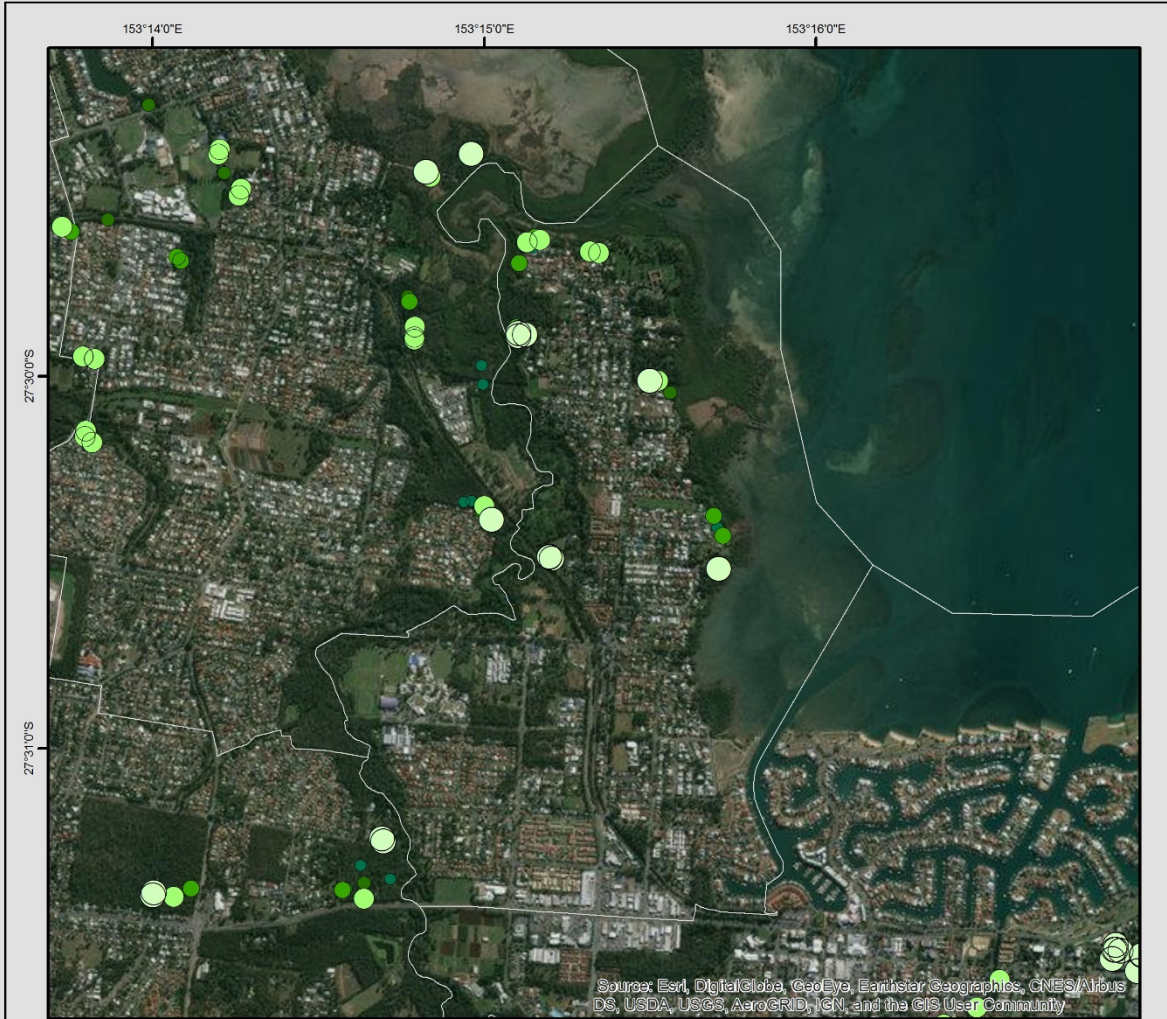 153°14'0"E
153°15'0"E
153°16'0"E
27°30'0"S
27°31'0"S
Source: Esri, DigitalGlobe, GeoEye, Earthstar Geographics, CNES/Airbus
DS, USDA, USGS, AeroGRID, IGN, and the GIS User Community